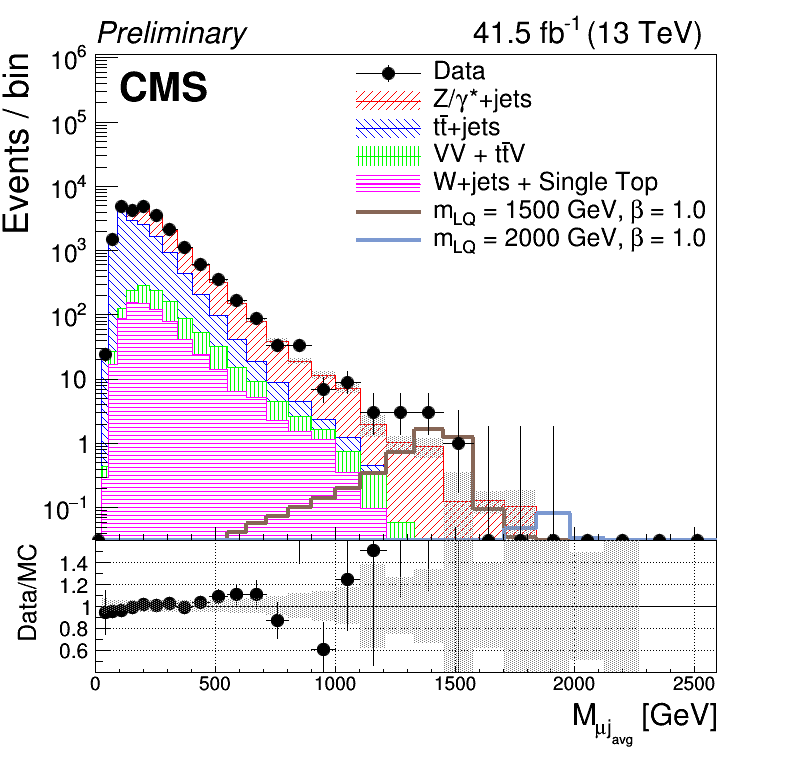 Preliminary 41.5 fb⁻¹ (13 TeV)
CMS
Data
Z/γ*+jets
tt̄+jets
VV + tt̄V
W+jets + Single Top
m_LQ = 1500 GeV, β = 1.0
m_LQ = 2000 GeV, β = 1.0
Events / bin
10⁶
10⁵
10⁴
10³
10²
10
1
10⁻¹
Data/MC
1.4
1.2
1
0.8
0.6
0 500 1000 1500 2000 2500
M_μj_avg [GeV]